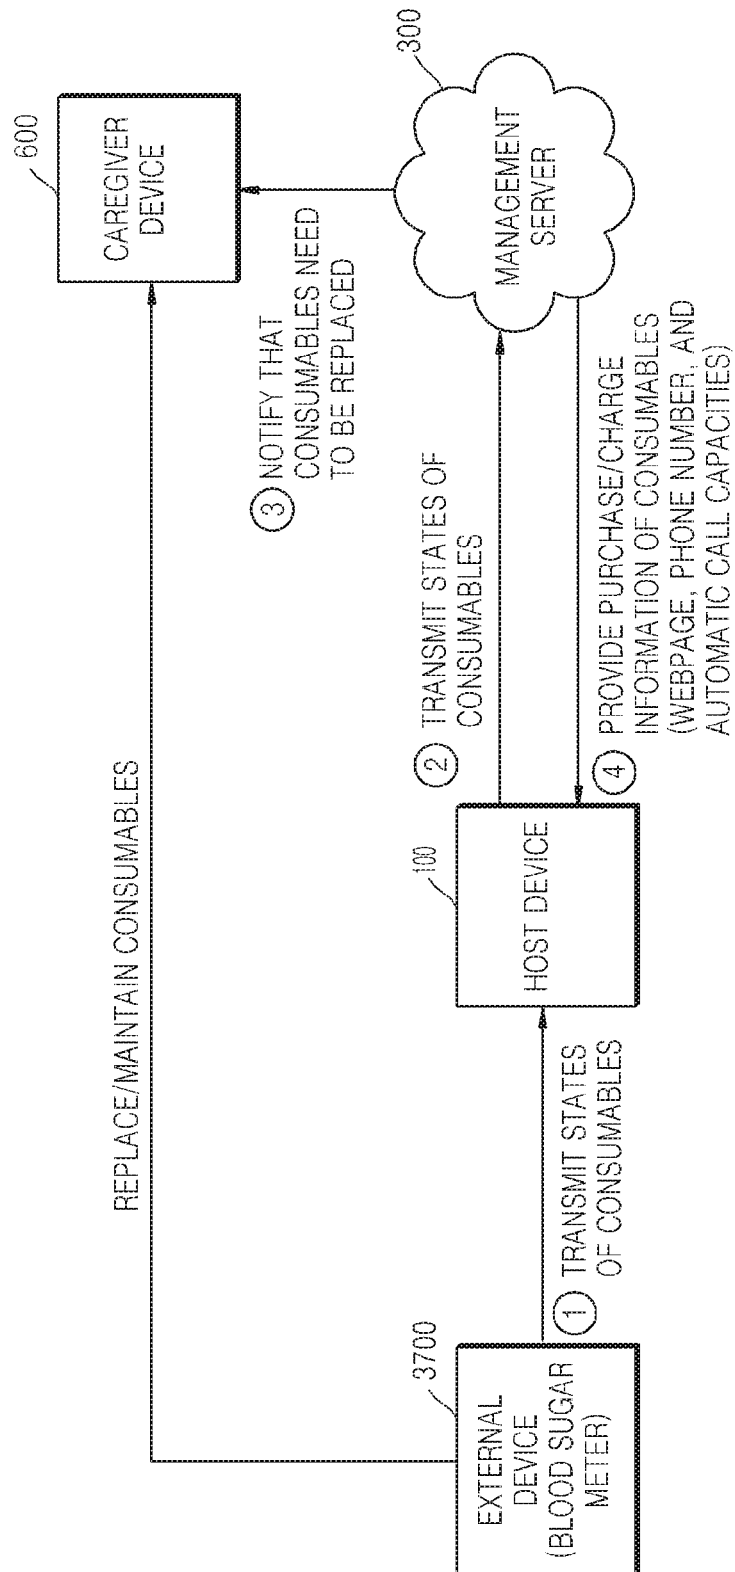 600
CAREGIVER
DEVICE
300
MANAGEMENT
SERVER
REPLACE/MAINTAIN CONSUMABLES
3 NOTIFY THAT
CONSUMABLES NEED
TO BE REPLACED
2 TRANSMIT STATES OF
CONSUMABLES
4 PROVIDE PURCHASE/CHARGE
INFORMATION OF CONSUMABLES
(WEBPAGE, PHONE NUMBER, AND
AUTOMATIC CALL CAPACITIES)
100
HOST DEVICE
1 TRANSMIT STATES
OF CONSUMABLES
3700
EXTERNAL
DEVICE
(BLOOD SUGAR
METER)